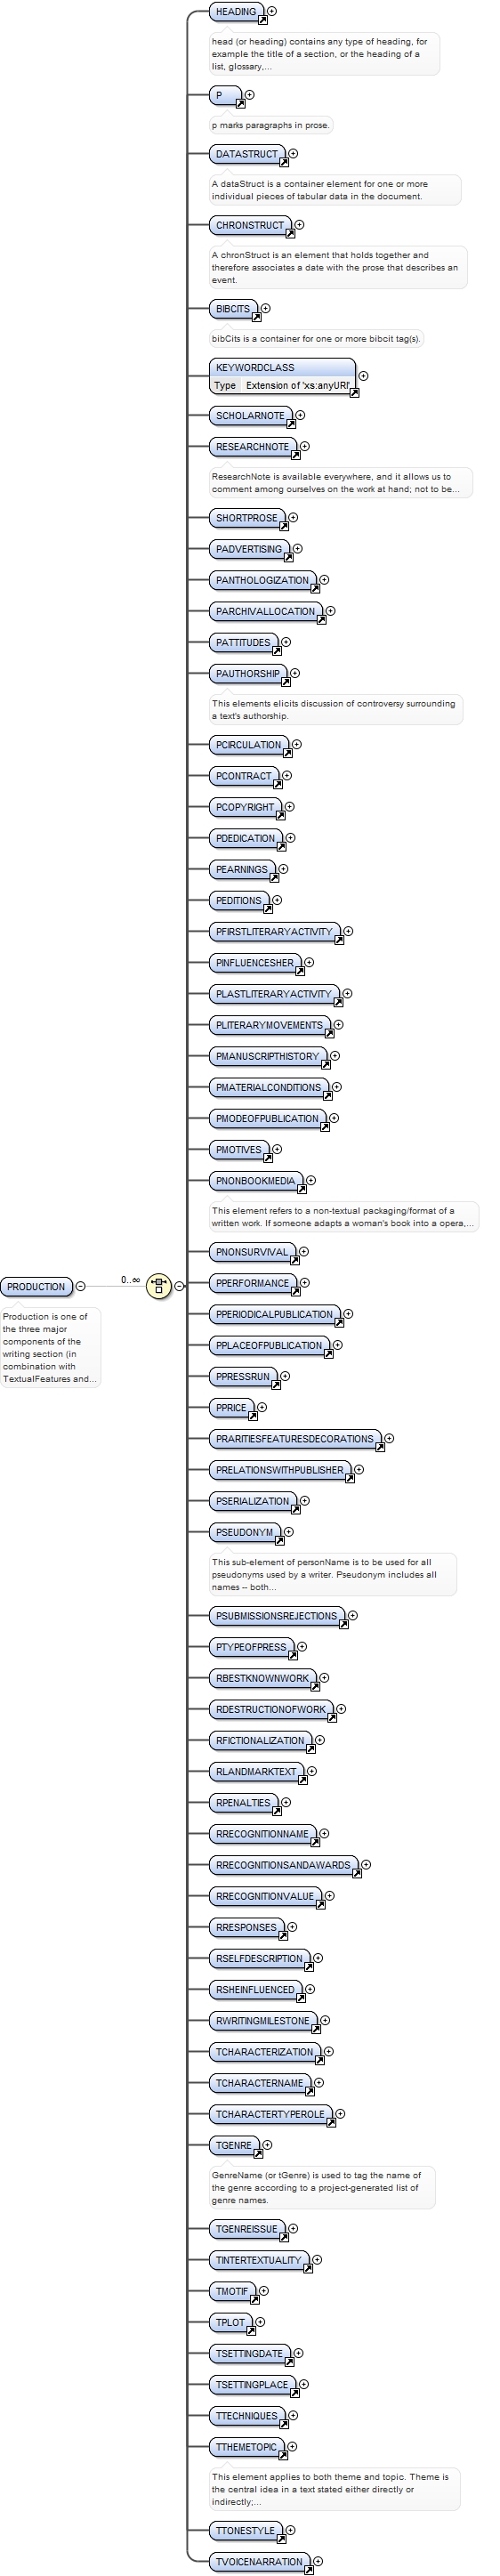 HEADING
head (or heading) contains any type of heading, for
example the title of a section, or the heading of a
list, glossary,...
P
p marks paragraphs in prose.
DATASTRUCT
A dataStruct is a container element for one or more
individual pieces of tabular data in the document.
CHRONSTRUCT
A chronStruct is an element that holds together and
therefore associates a date with the prose that describes an
event.
BIBCITS
bibCits is a container for one or more bibcit tag(s).
KEYWORDCLASS
Type Extension of 'xs:anyURI'
SCHOLARNOTE
RESEARCHNOTE
ResearchNote is available everywhere, and it allows us to
comment among ourselves on the work at hand; not to be...
SHORTPROSE
PADVERTISING
PANTHOLOGIZATION
PARCHIVALLOCATION
PATTITUDES
PAUTHORSHIP
This elements elicits discussion of controversy surrounding
a text's authorship.
PCIRCULATION
PCONTRACT
PCOPYRIGHT
PDEDICATION
PEARNINGS
PEDITIONS
PFIRSTLITERARYACTIVITY
PINFLUENCESHER
PLASTLITERARYACTIVITY
PLITERARYMOVEMENTS
PMANUSCRIPTHISTORY
PMATERIALCONDITIONS
PMODEOFPUBLICATION
PMOTIVES
PNONBOOKMEDIA
This element refers to a non-textual packaging/format of a
written work. If someone adapts a woman's book into a opera,...
PNONSURVIVAL
PRODUCTION
0..∞
Production is one of
the three major
components of the
writing section (in
combination with
TextualFeatures and...
PPERFORMANCE
PPERIODICALPUBLICATION
PPLACEOFPUBLICATION
PPRESSRUN
PPRICE
PRARITIESFEATURESDECORATIONS
PRELATIONSWITHPUBLISHER
PSERIALIZATION
PSEUDONYM
This sub-element of personName is to be used for all
pseudonyms used by a writer. Pseudonym includes all
names -- both...
PSUBMISSIONSREJECTIONS
PTYPEOFPRESS
RBESTKNOWNWORK
RDESTRUCTIONOFWORK
RFICTIONALIZATION
RLANDMARKTEXT
RPENALTIES
RRECOGNITIONNAME
RRECOGNITIONSANDAWARDS
RRECOGNITIONVALUE
RRESPONSES
RSELFDESCRIPTION
RSHEINFLUENCED
RWRITINGMILESTONE
TCHARACTERIZATION
TCHARACTERNAME
TCHARACTERTYPEROLE
TGENRE
GenreName (or tGenre) is used to tag the name of
the genre according to a project-generated list of
genre names.
TGENREISSUE
TINTERTEXTUALITY
TMOTIF
TPLOT
TSETTINGDATE
TSETTINGPLACE
TTECHNIQUES
TTHEMETOPIC
This element applies to both theme and topic. Theme is
the central idea in a text stated either directly or
indirectly;...
TTONESTYLE
TVOICENARRATION